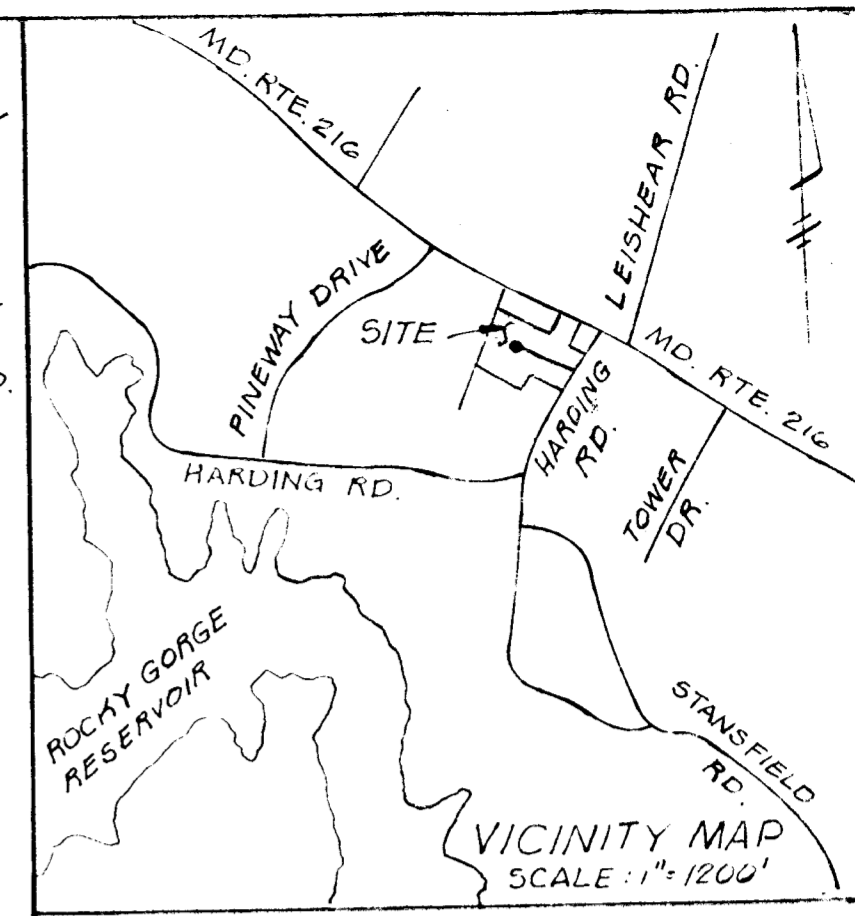 MD. RTE. 216
LEISHEAR RD.
PINEWAY DRIVE
SITE
MD. RTE. 216
HARDING
RD.
HARDING RD.
TOWER
DR.
ROCKY GORGE
RESERVOIR
STANSFIELD
RD.
VICINITY MAP
SCALE : 1"= 1200'